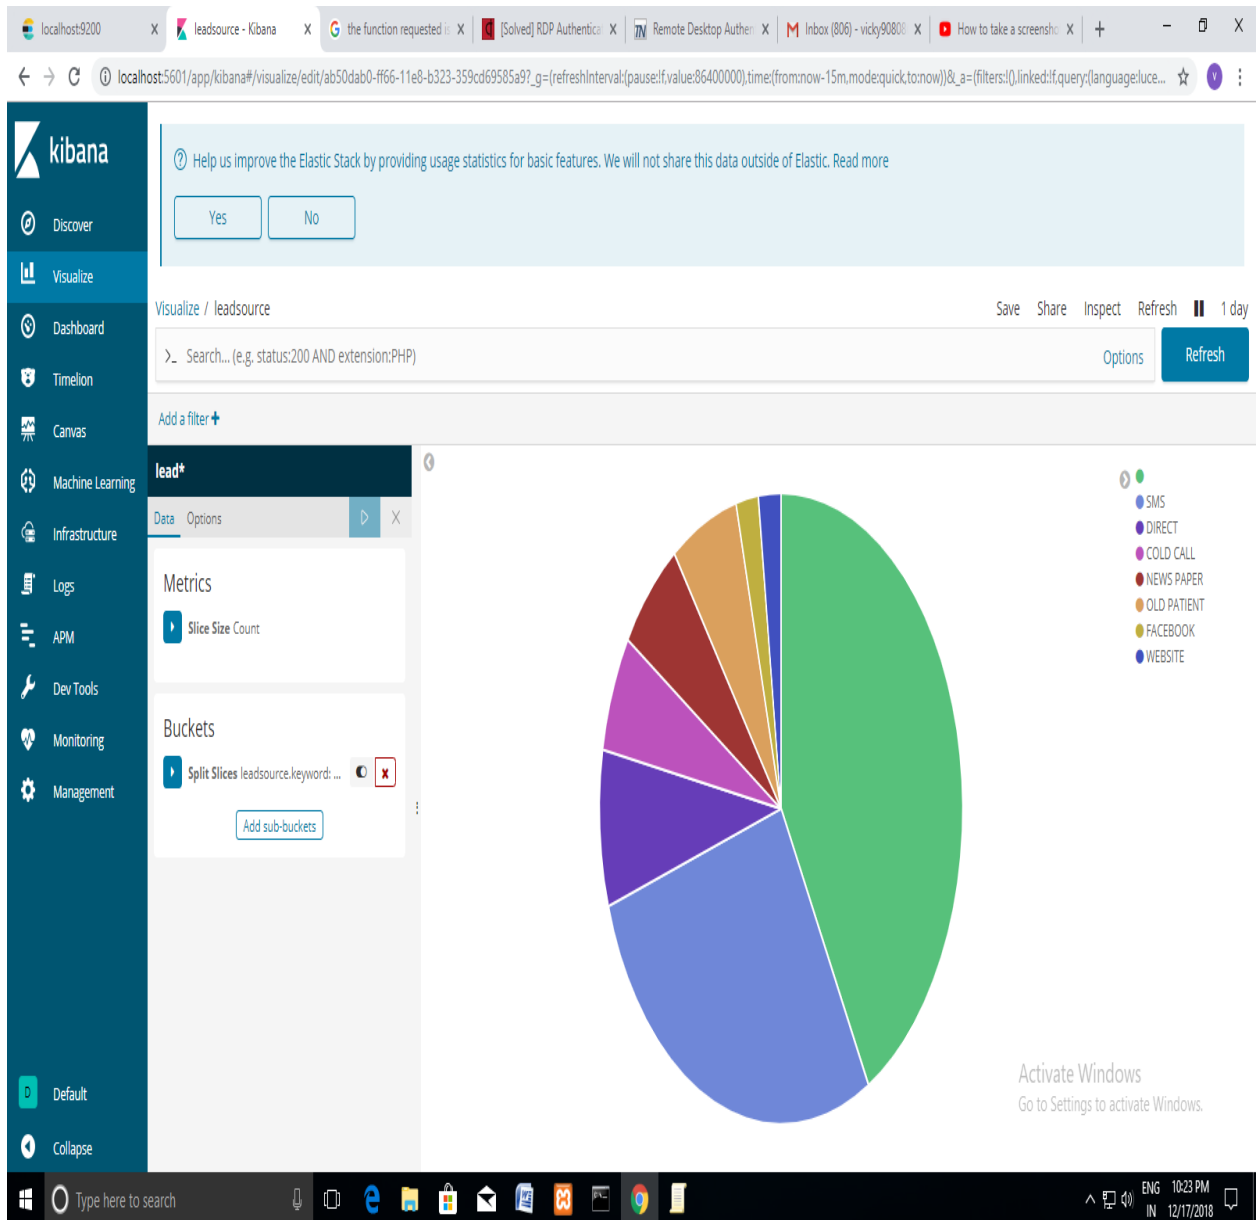 localhost:9200
leadsource - Kibana
the function requested i
[Solved] RDP Authentica
Remote Desktop Authen
Inbox (806) - vicky90808
How to take a screensho
localhost:5601/app/kibana#/visualize/edit/ab50dab0-ff66-11e8-b323-359cd69585a9?_g=(refreshInterval:(pause:!f,value:86400000),time:(from:now-15m,mode:quick,to:now))&_a=(filters:!(),linked:!f,query:(language:luce...
V
kibana
Help us improve the Elastic Stack by providing usage statistics for basic features. We will not share this data outside of Elastic. Read more
Yes
No
Discover
Visualize
Dashboard
Timelion
Canvas
Machine Learning
Infrastructure
Logs
APM
Dev Tools
Monitoring
Management
D Default
Collapse
Visualize / leadsource
Save Share Inspect Refresh 1 day
>_ Search... (e.g. status:200 AND extension:PHP)
Options
Refresh
Add a filter +
lead*
Data Options
Metrics
Slice Size Count
Buckets
Split Slices leadsource.keyword: ...
Add sub-buckets
SMS
DIRECT
COLD CALL
NEWS PAPER
OLD PATIENT
FACEBOOK
WEBSITE
Activate Windows
Go to Settings to activate Windows.
Type here to search
ENG
IN
10:23 PM
12/17/2018